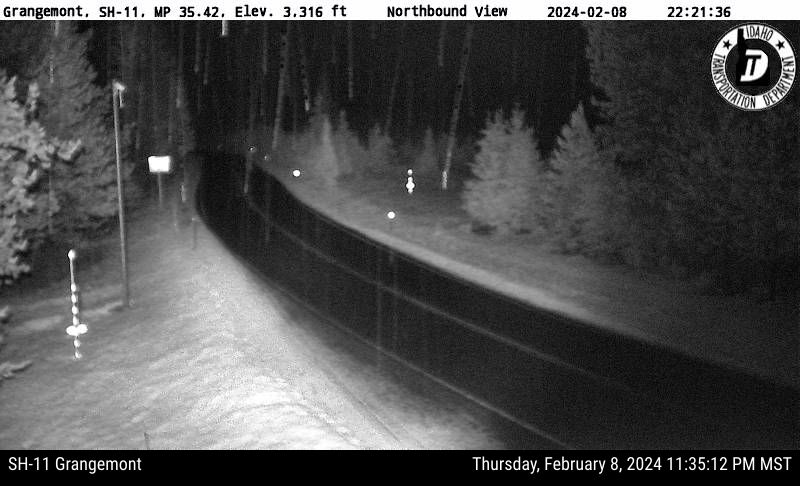 Grangemont, SH-11, MP 35.42, Elev. 3,316 ft Northbound View 2024-02-08 22:21:36
IDAHO
TRANSPORTATION DEPARTMENT
SH-11 Grangemont Thursday, February 8, 2024 11:35:12 PM MST